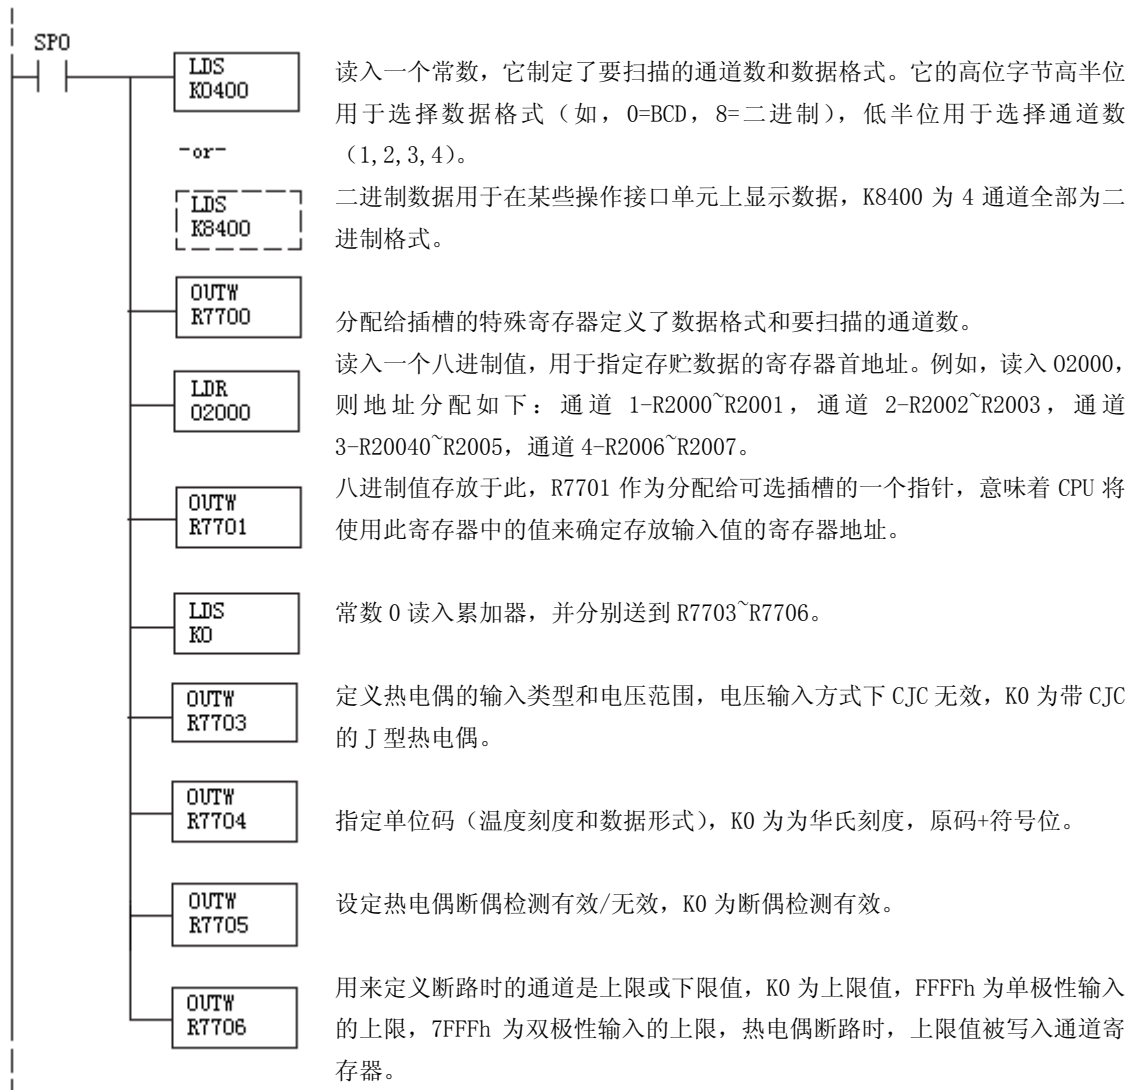 SP0
LDS
K0400
读入一个常数，它制定了要扫描的通道数和数据格式。它的高位字节高半位
用于选择数据格式（如，0=BCD，8=二进制），低半位用于选择通道数
-or-
（1,2,3,4）。
LDS
K8400
二进制数据用于在某些操作接口单元上显示数据，K8400 为 4 通道全部为二
进制格式。
OUTW
R7700
分配给插槽的特殊寄存器定义了数据格式和要扫描的通道数。
LDR
O2000
读入一个八进制值，用于指定存贮数据的寄存器首地址。例如，读入 O2000，
则地址分配如下：通道 1-R2000~R2001，通道 2-R2002~R2003，通道
3-R20040~R2005，通道 4-R2006~R2007。
OUTW
R7701
八进制值存放于此，R7701 作为分配给可选插槽的一个指针，意味着 CPU 将
使用此寄存器中的值来确定存放输入值的寄存器地址。
LDS
K0
常数 0 读入累加器，并分别送到 R7703~R7706。
OUTW
R7703
定义热电偶的输入类型和电压范围，电压输入方式下 CJC 无效，K0 为带 CJC
的 J 型热电偶。
OUTW
R7704
指定单位码（温度刻度和数据形式），K0 为为华氏刻度，原码+符号位。
OUTW
R7705
设定热电偶断偶检测有效/无效，K0 为断偶检测有效。
OUTW
R7706
用来定义断路时的通道是上限或下限值，K0 为上限值，FFFFh 为单极性输入
的上限，7FFFh 为双极性输入的上限，热电偶断路时，上限值被写入通道寄
存器。